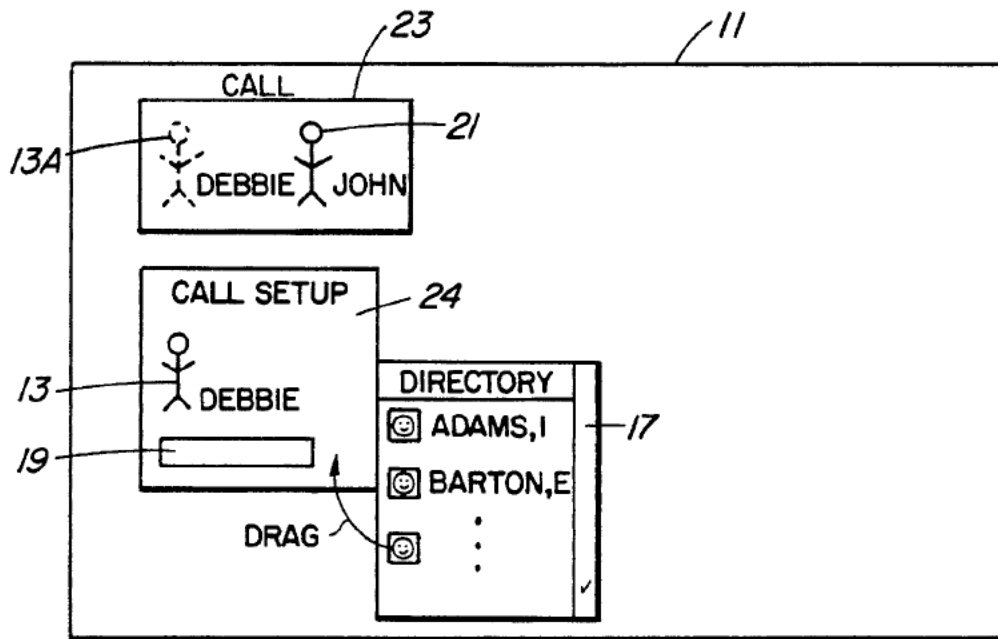 23
11
CALL
13A
21
DEBBIE
JOHN
CALL SETUP
24
13
DEBBIE
DIRECTORY
ADAMS,I
17
19
BARTON,E
DRAG